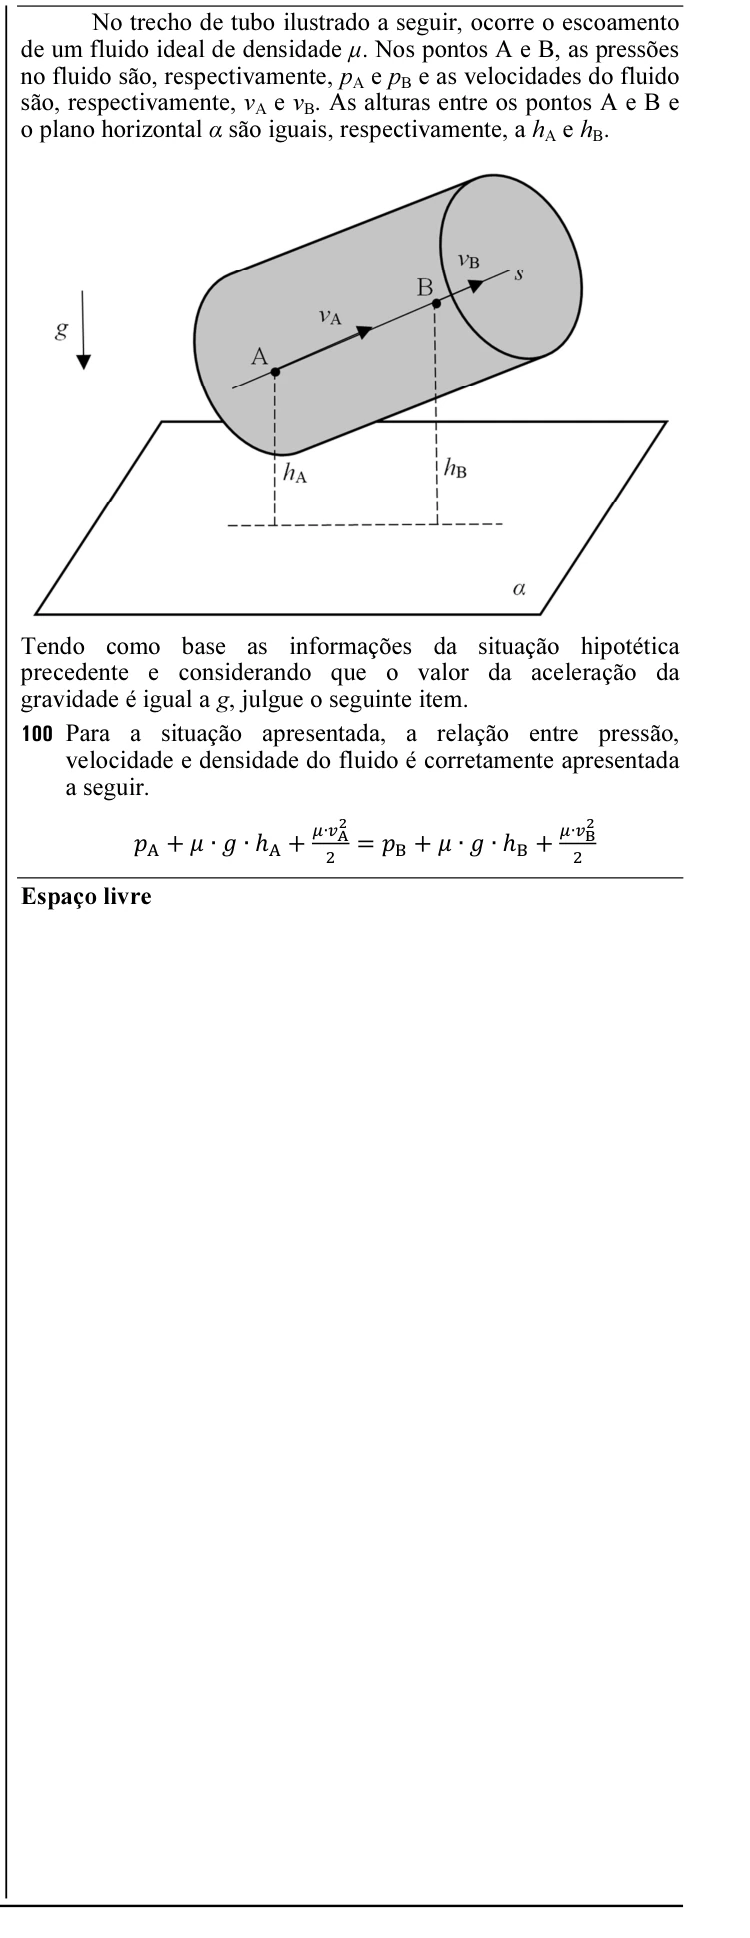 No trecho de tubo ilustrado a seguir, ocorre o escoamento
de um fluido ideal de densidade μ. Nos pontos A e B, as pressões
no fluido são, respectivamente, pA e pB e as velocidades do fluido
são, respectivamente, vA e vB. As alturas entre os pontos A e B e
o plano horizontal α são iguais, respectivamente, a hA e hB.
vB
s
B
g
vA
A
hA
hB
α
Tendo como base as informações da situação hipotética
precedente e considerando que o valor da aceleração da
gravidade é igual a g, julgue o seguinte item.
100 Para a situação apresentada, a relação entre pressão,
velocidade e densidade do fluido é corretamente apresentada
a seguir.
pA + μ · g · hA + μ·vA²/2 = pB + μ · g · hB + μ·vB²/2
Espaço livre